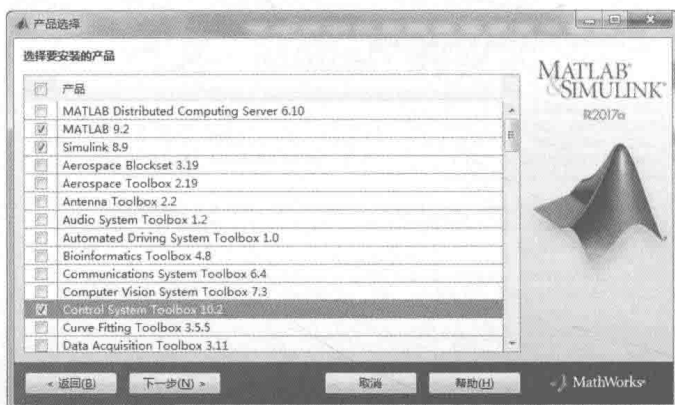 产品选择
选择要安装的产品
产品
MATLAB Distributed Computing Server 6.10
MATLAB 9.2
Simulink 8.9
Aerospace Blockset 3.19
Aerospace Toolbox 2.19
Antenna Toolbox 2.2
Audio System Toolbox 1.2
Automated Driving System Toolbox 1.0
Bioinformatics Toolbox 4.8
Communications System Toolbox 6.4
Computer Vision System Toolbox 7.3
Control System Toolbox 10.2
Curve Fitting Toolbox 3.5.5
Data Acquisition Toolbox 3.11
MATLAB®
&SIMULINK®
R2017a
< 返回(B)
下一步(N) >
取消
帮助(H)
MathWorks®